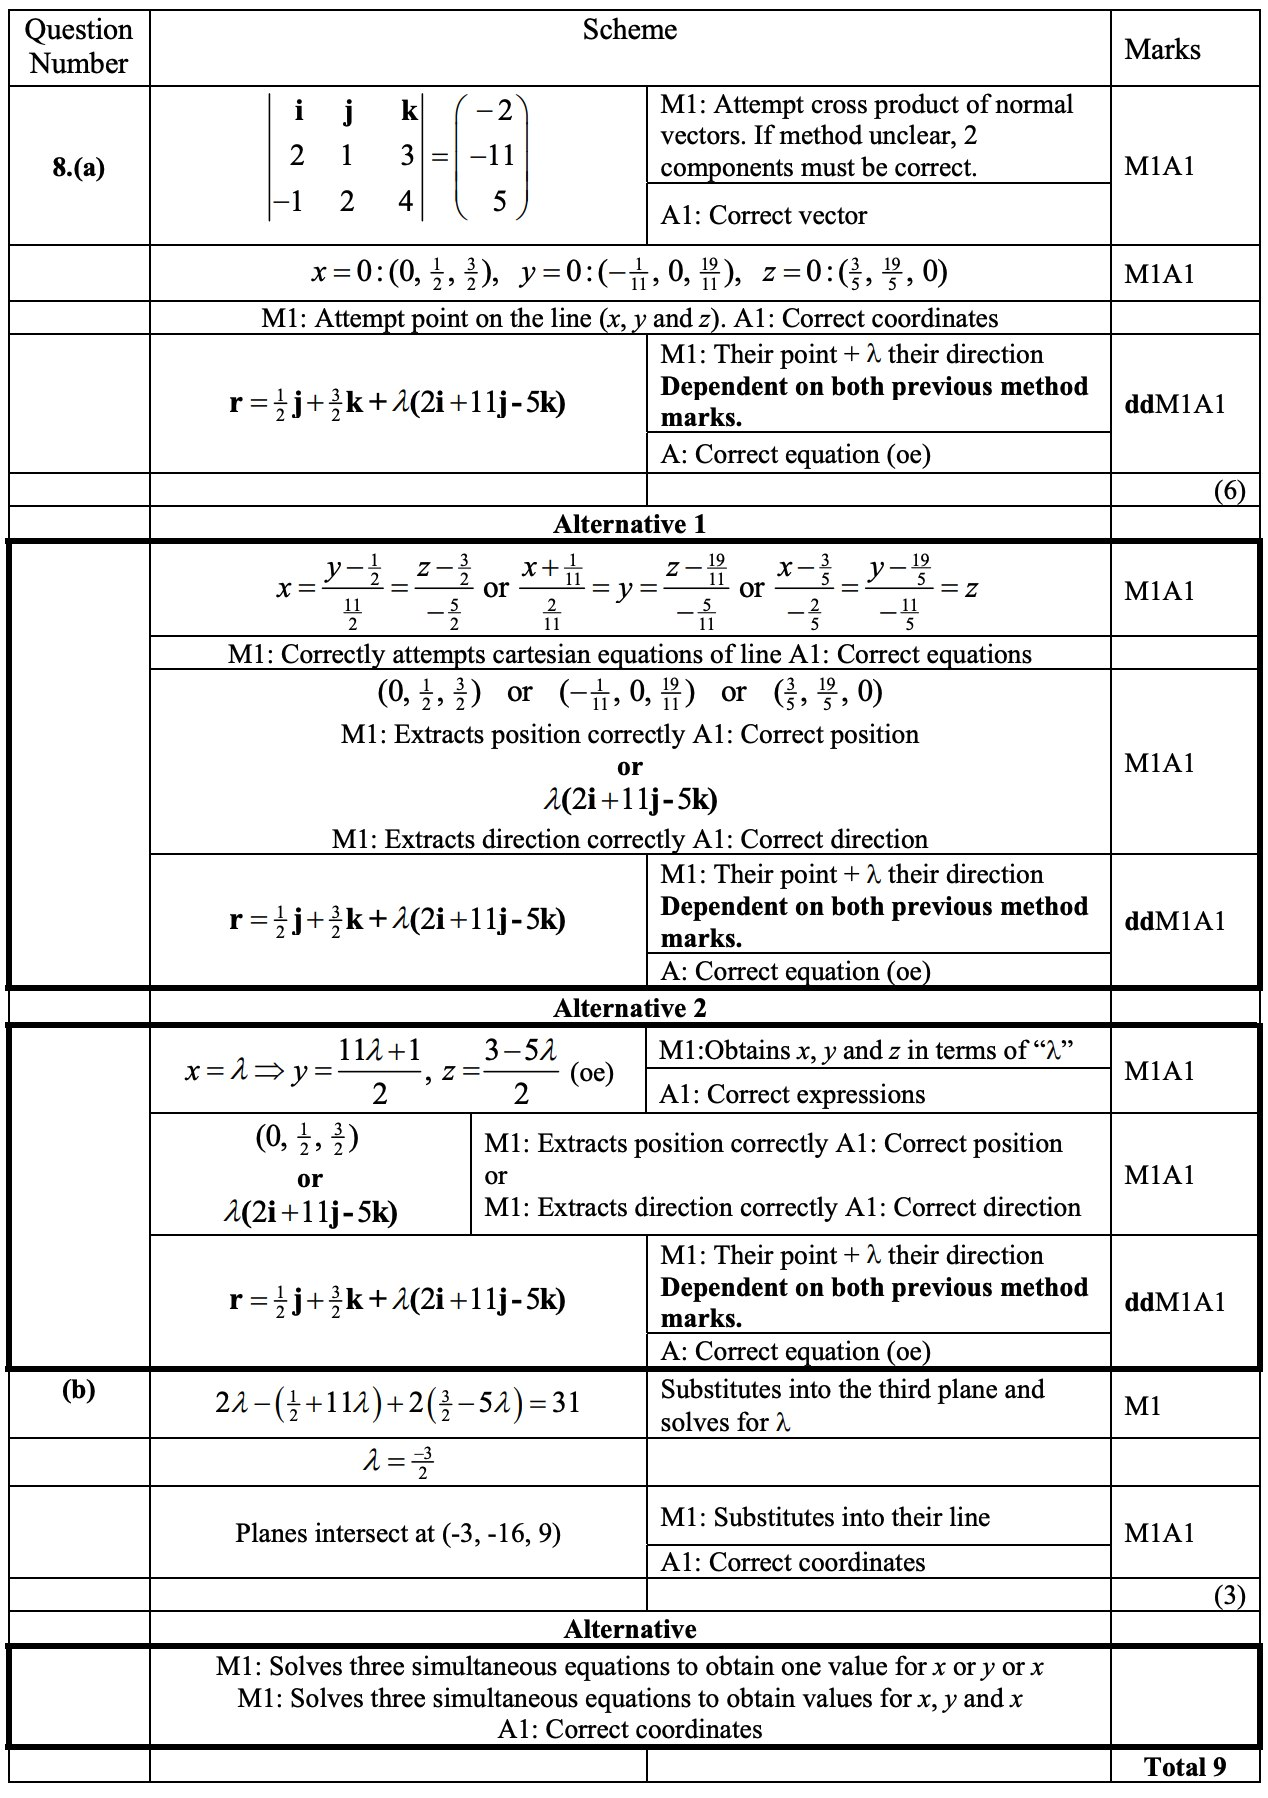 Question Number | Scheme | Marks
8.(a) | |i j k; 2 1 3; −1 2 4| = (−2, −11, 5) | M1: Attempt cross product of normal vectors. If method unclear, 2 components must be correct. | M1A1
A1: Correct vector
x = 0 : (0, 1/2, 3/2), y = 0 : (−1/11, 0, 19/11), z = 0 : (3/5, 19/5, 0) | M1A1
M1: Attempt point on the line (x, y and z). A1: Correct coordinates
r = 1/2 j + 3/2 k + λ(2i + 11j - 5k) | M1: Their point + λ their direction
Dependent on both previous method marks. | ddM1A1
A: Correct equation (oe)
(6)
Alternative 1
x = (y − 1/2)/(11/2) = (z − 3/2)/(−5/2) or (x + 1/11)/(2/11) = y = (z − 19/11)/(−5/11) or (x − 3/5)/(−2/5) = (y − 19/5)/(−11/5) = z | M1A1
M1: Correctly attempts cartesian equations of line A1: Correct equations
(0, 1/2, 3/2) or (−1/11, 0, 19/11) or (3/5, 19/5, 0)
M1: Extracts position correctly A1: Correct position
or | M1A1
λ(2i + 11j - 5k)
M1: Extracts direction correctly A1: Correct direction
r = 1/2 j + 3/2 k + λ(2i + 11j - 5k) | M1: Their point + λ their direction
Dependent on both previous method marks. | ddM1A1
A: Correct equation (oe)
Alternative 2
x = λ ⇒ y = (11λ + 1)/2, z = (3 − 5λ)/2 (oe) | M1:Obtains x, y and z in terms of “λ” | M1A1
A1: Correct expressions
(0, 1/2, 3/2) | M1: Extracts position correctly A1: Correct position
or | or | M1A1
λ(2i + 11j - 5k) | M1: Extracts direction correctly A1: Correct direction
r = 1/2 j + 3/2 k + λ(2i + 11j - 5k) | M1: Their point + λ their direction
Dependent on both previous method marks. | ddM1A1
A: Correct equation (oe)
(b) | 2λ − (1/2 + 11λ) + 2(3/2 − 5λ) = 31 | Substitutes into the third plane and solves for λ | M1
λ = −3/2
Planes intersect at (-3, -16, 9) | M1: Substitutes into their line | M1A1
A1: Correct coordinates
(3)
Alternative
M1: Solves three simultaneous equations to obtain one value for x or y or x
M1: Solves three simultaneous equations to obtain values for x, y and x
A1: Correct coordinates
Total 9